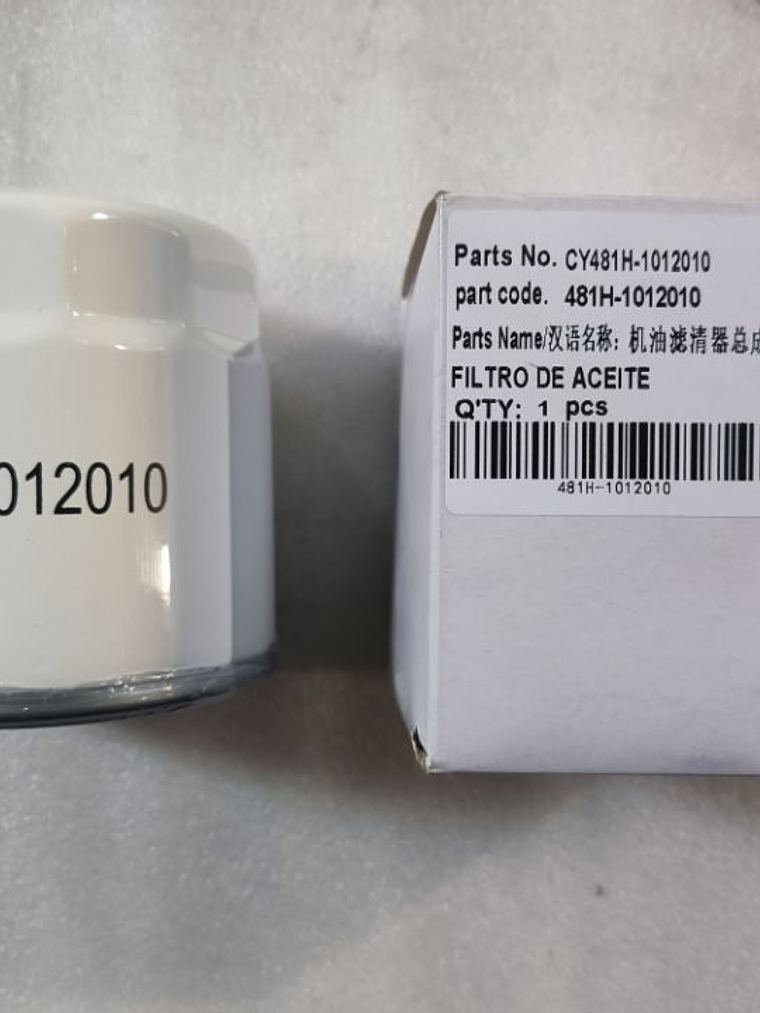 012010
Parts No. CY481H-1012010
part code. 481H-1012010
Parts Name/汉语名称: 机油滤清器总成
FILTRO DE ACEITE
Q'TY: 1 pcs
481H-1012010